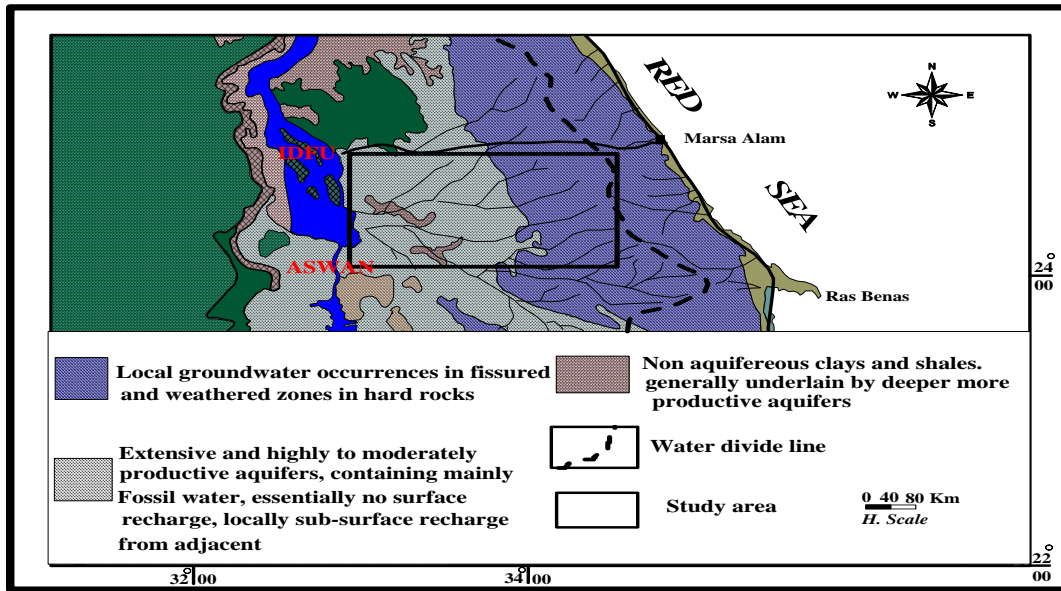 N
W E
S
RED
SEA
Marsa Alam
IDFU
ASWAN
Ras Benas
24°
00
Local groundwater occurrences in fissured
and weathered zones in hard rocks
Extensive and highly to moderately
productive aquifers, containing mainly
Fossil water, essentially no surface
recharge, locally sub-surface recharge
from adjacent
Non aquifereous clays and shales.
generally underlain by deeper more
productive aquifers
Water divide line
Study area
0 40 80 Km
H. Scale
22°
00
32°00
34°00